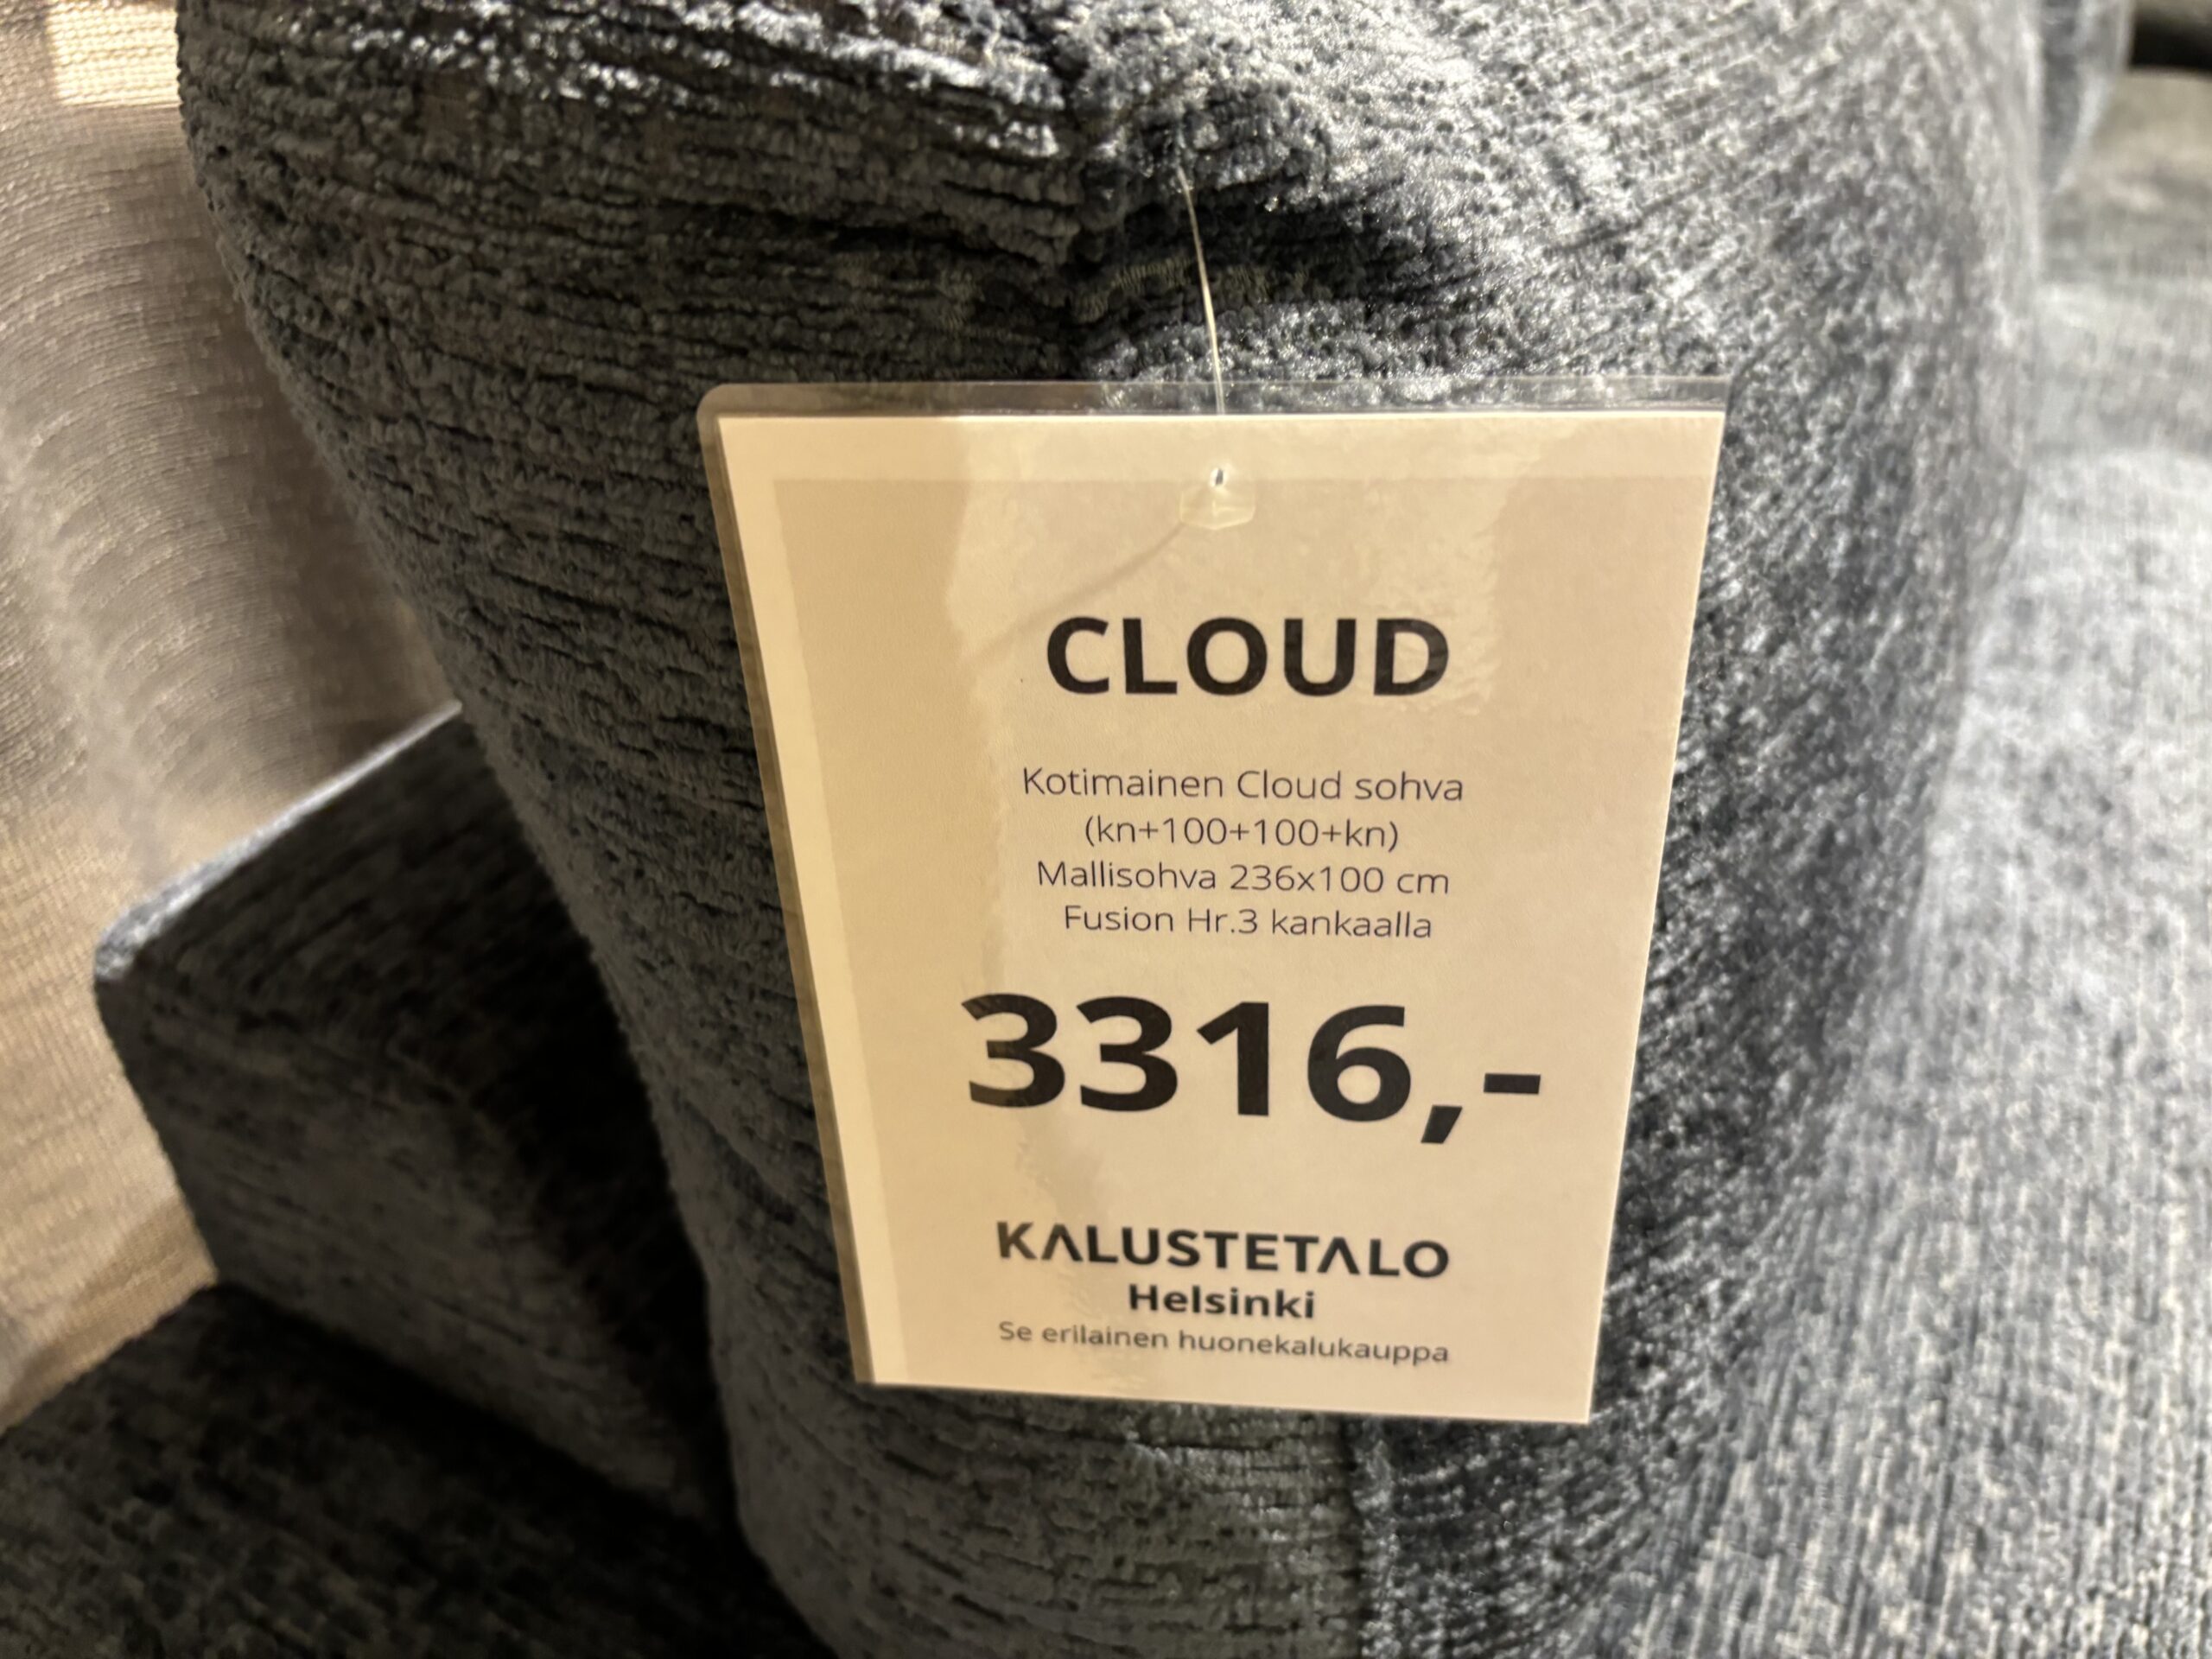 CLOUD
Kotimainen Cloud sohva
(kn+100+100+kn)
Mallisohva 236x100 cm
Fusion Hr.3 kankaalla
3316,-
KALUSTETALO
Helsinki
Se erilainen huonekalukauppa